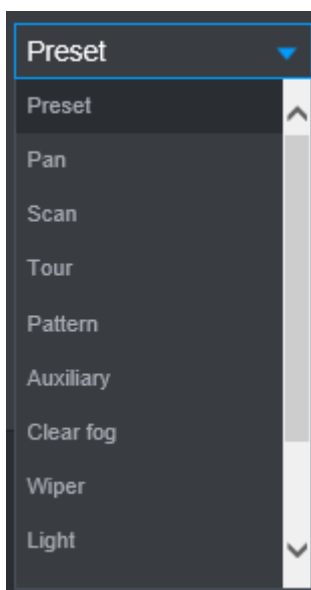 Preset
Preset
Pan
Scan
Tour
Pattern
Auxiliary
Clear fog
Wiper
Light